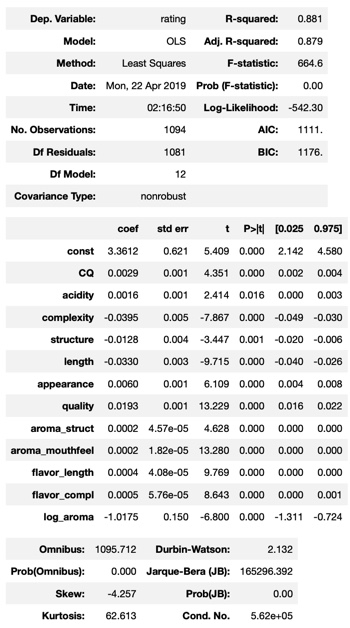 Dep. Variable: rating R-squared: 0.881
Model: OLS Adj. R-squared: 0.879
Method: Least Squares F-statistic: 664.6
Date: Mon, 22 Apr 2019 Prob (F-statistic): 0.00
Time: 02:16:50 Log-Likelihood: -542.30
No. Observations: 1094 AIC: 1111.
Df Residuals: 1081 BIC: 1176.
Df Model: 12
Covariance Type: nonrobust
coef std err t P>|t| [0.025 0.975]
const 3.3612 0.621 5.409 0.000 2.142 4.580
CQ 0.0029 0.001 4.351 0.000 0.002 0.004
acidity 0.0016 0.001 2.414 0.016 0.000 0.003
complexity -0.0395 0.005 -7.867 0.000 -0.049 -0.030
structure -0.0128 0.004 -3.447 0.001 -0.020 -0.006
length -0.0330 0.003 -9.715 0.000 -0.040 -0.026
appearance 0.0060 0.001 6.109 0.000 0.004 0.008
quality 0.0193 0.001 13.229 0.000 0.016 0.022
aroma_struct 0.0002 4.57e-05 4.628 0.000 0.000 0.000
aroma_mouthfeel 0.0002 1.82e-05 13.280 0.000 0.000 0.000
flavor_length 0.0004 4.08e-05 9.769 0.000 0.000 0.000
flavor_compl 0.0005 5.76e-05 8.643 0.000 0.000 0.001
log_aroma -1.0175 0.150 -6.800 0.000 -1.311 -0.724
Omnibus: 1095.712 Durbin-Watson: 2.132
Prob(Omnibus): 0.000 Jarque-Bera (JB): 165296.392
Skew: -4.257 Prob(JB): 0.00
Kurtosis: 62.613 Cond. No. 5.62e+05